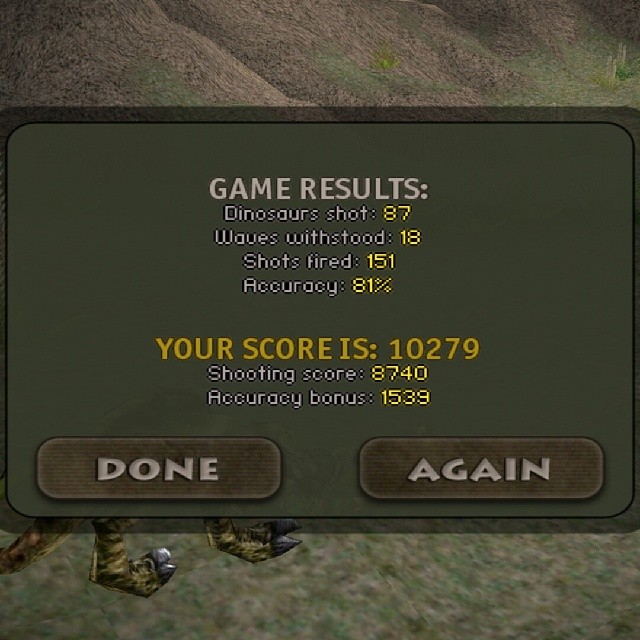 GAME RESULTS:
Dinosaurs shot: 87
Waves withstood: 18
Shots fired: 151
Accuracy: 81%
YOUR SCORE IS: 10279
Shooting score: 8740
Accuracy bonus: 1539
DONE
AGAIN